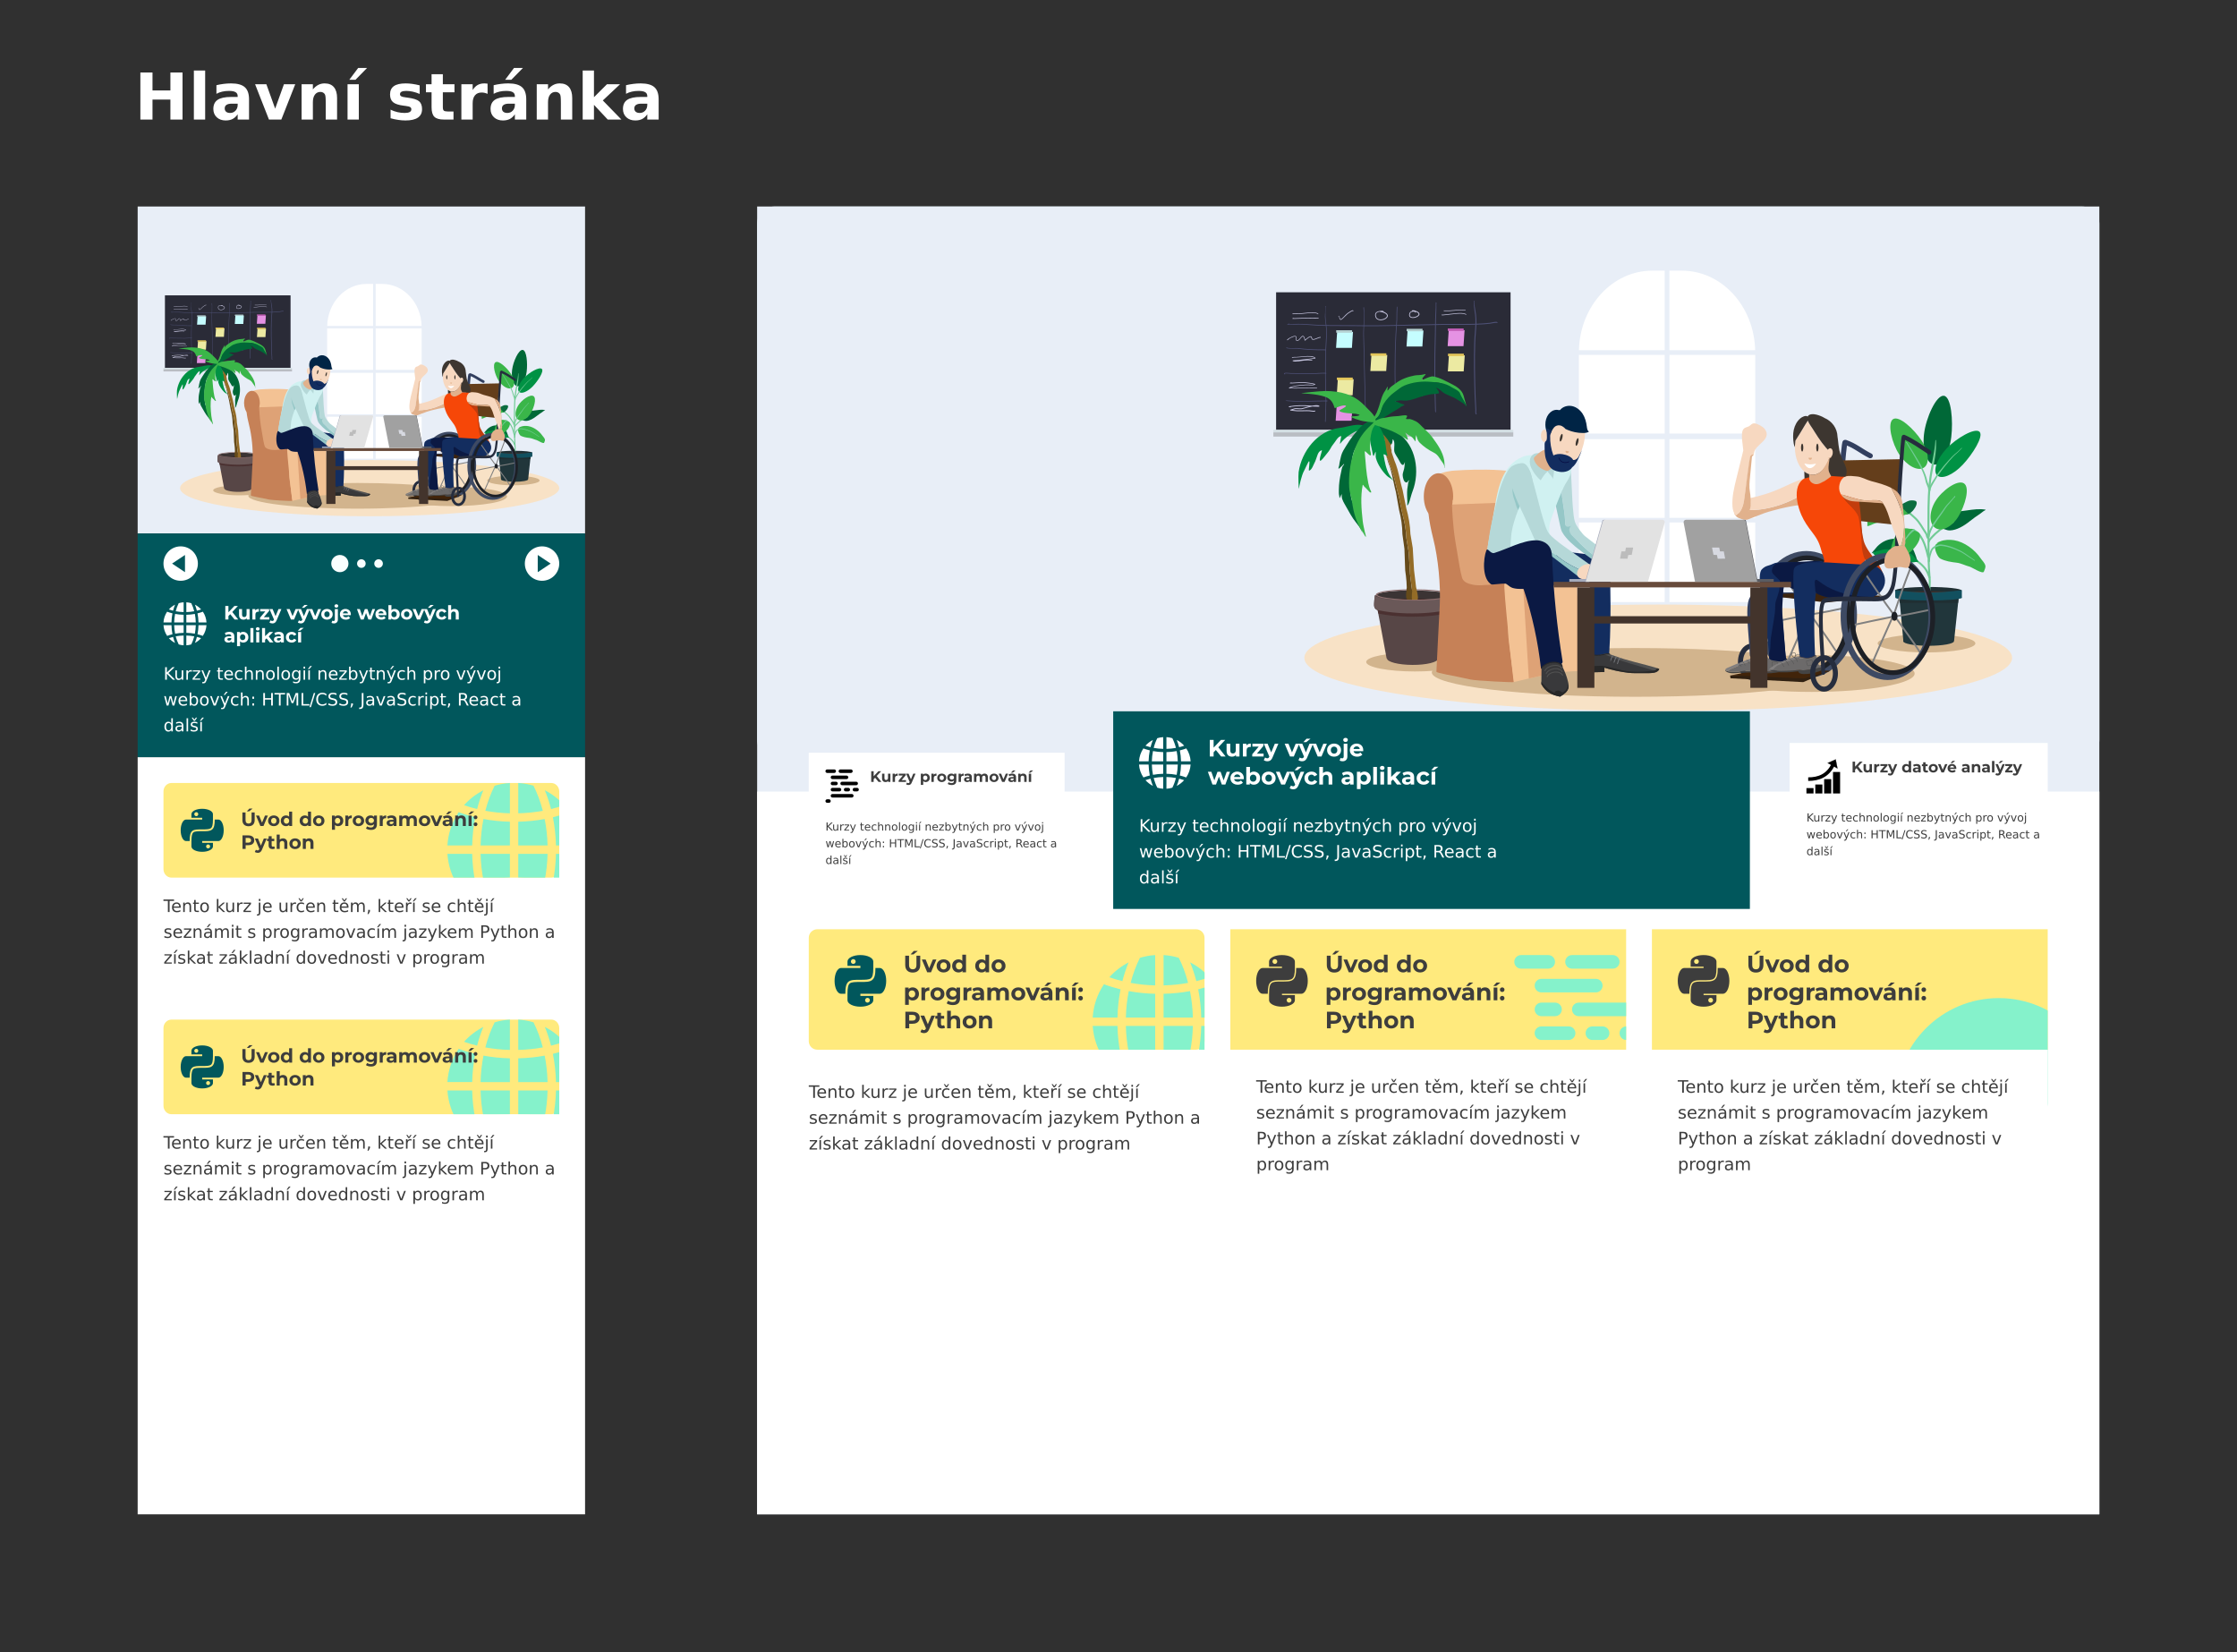 Hlavní stránka
Kurzy vývoje webových
aplikací
Kurzy technologií nezbytných pro vývoj
webových: HTML/CSS, JavaScript, React a
další
Úvod do programování:
Python
Tento kurz je určen těm, kteří se chtějí
seznámit s programovacím jazykem Python a
získat základní dovednosti v program
Úvod do programování:
Python
Tento kurz je určen těm, kteří se chtějí
seznámit s programovacím jazykem Python a
získat základní dovednosti v program
Kurzy programování
Kurzy technologií nezbytných pro vývoj
webových: HTML/CSS, JavaScript, React a
další
Kurzy vývoje
webových aplikací
Kurzy technologií nezbytných pro vývoj
webových: HTML/CSS, JavaScript, React a
další
Kurzy datové analýzy
Kurzy technologií nezbytných pro vývoj
webových: HTML/CSS, JavaScript, React a
další
Úvod do
programování:
Python
Tento kurz je určen těm, kteří se chtějí
seznámit s programovacím jazykem Python a
získat základní dovednosti v program
Úvod do
programování:
Python
Tento kurz je určen těm, kteří se chtějí
seznámit s programovacím jazykem
Python a získat základní dovednosti v
program
Úvod do
programování:
Python
Tento kurz je určen těm, kteří se chtějí
seznámit s programovacím jazykem
Python a získat základní dovednosti v
program